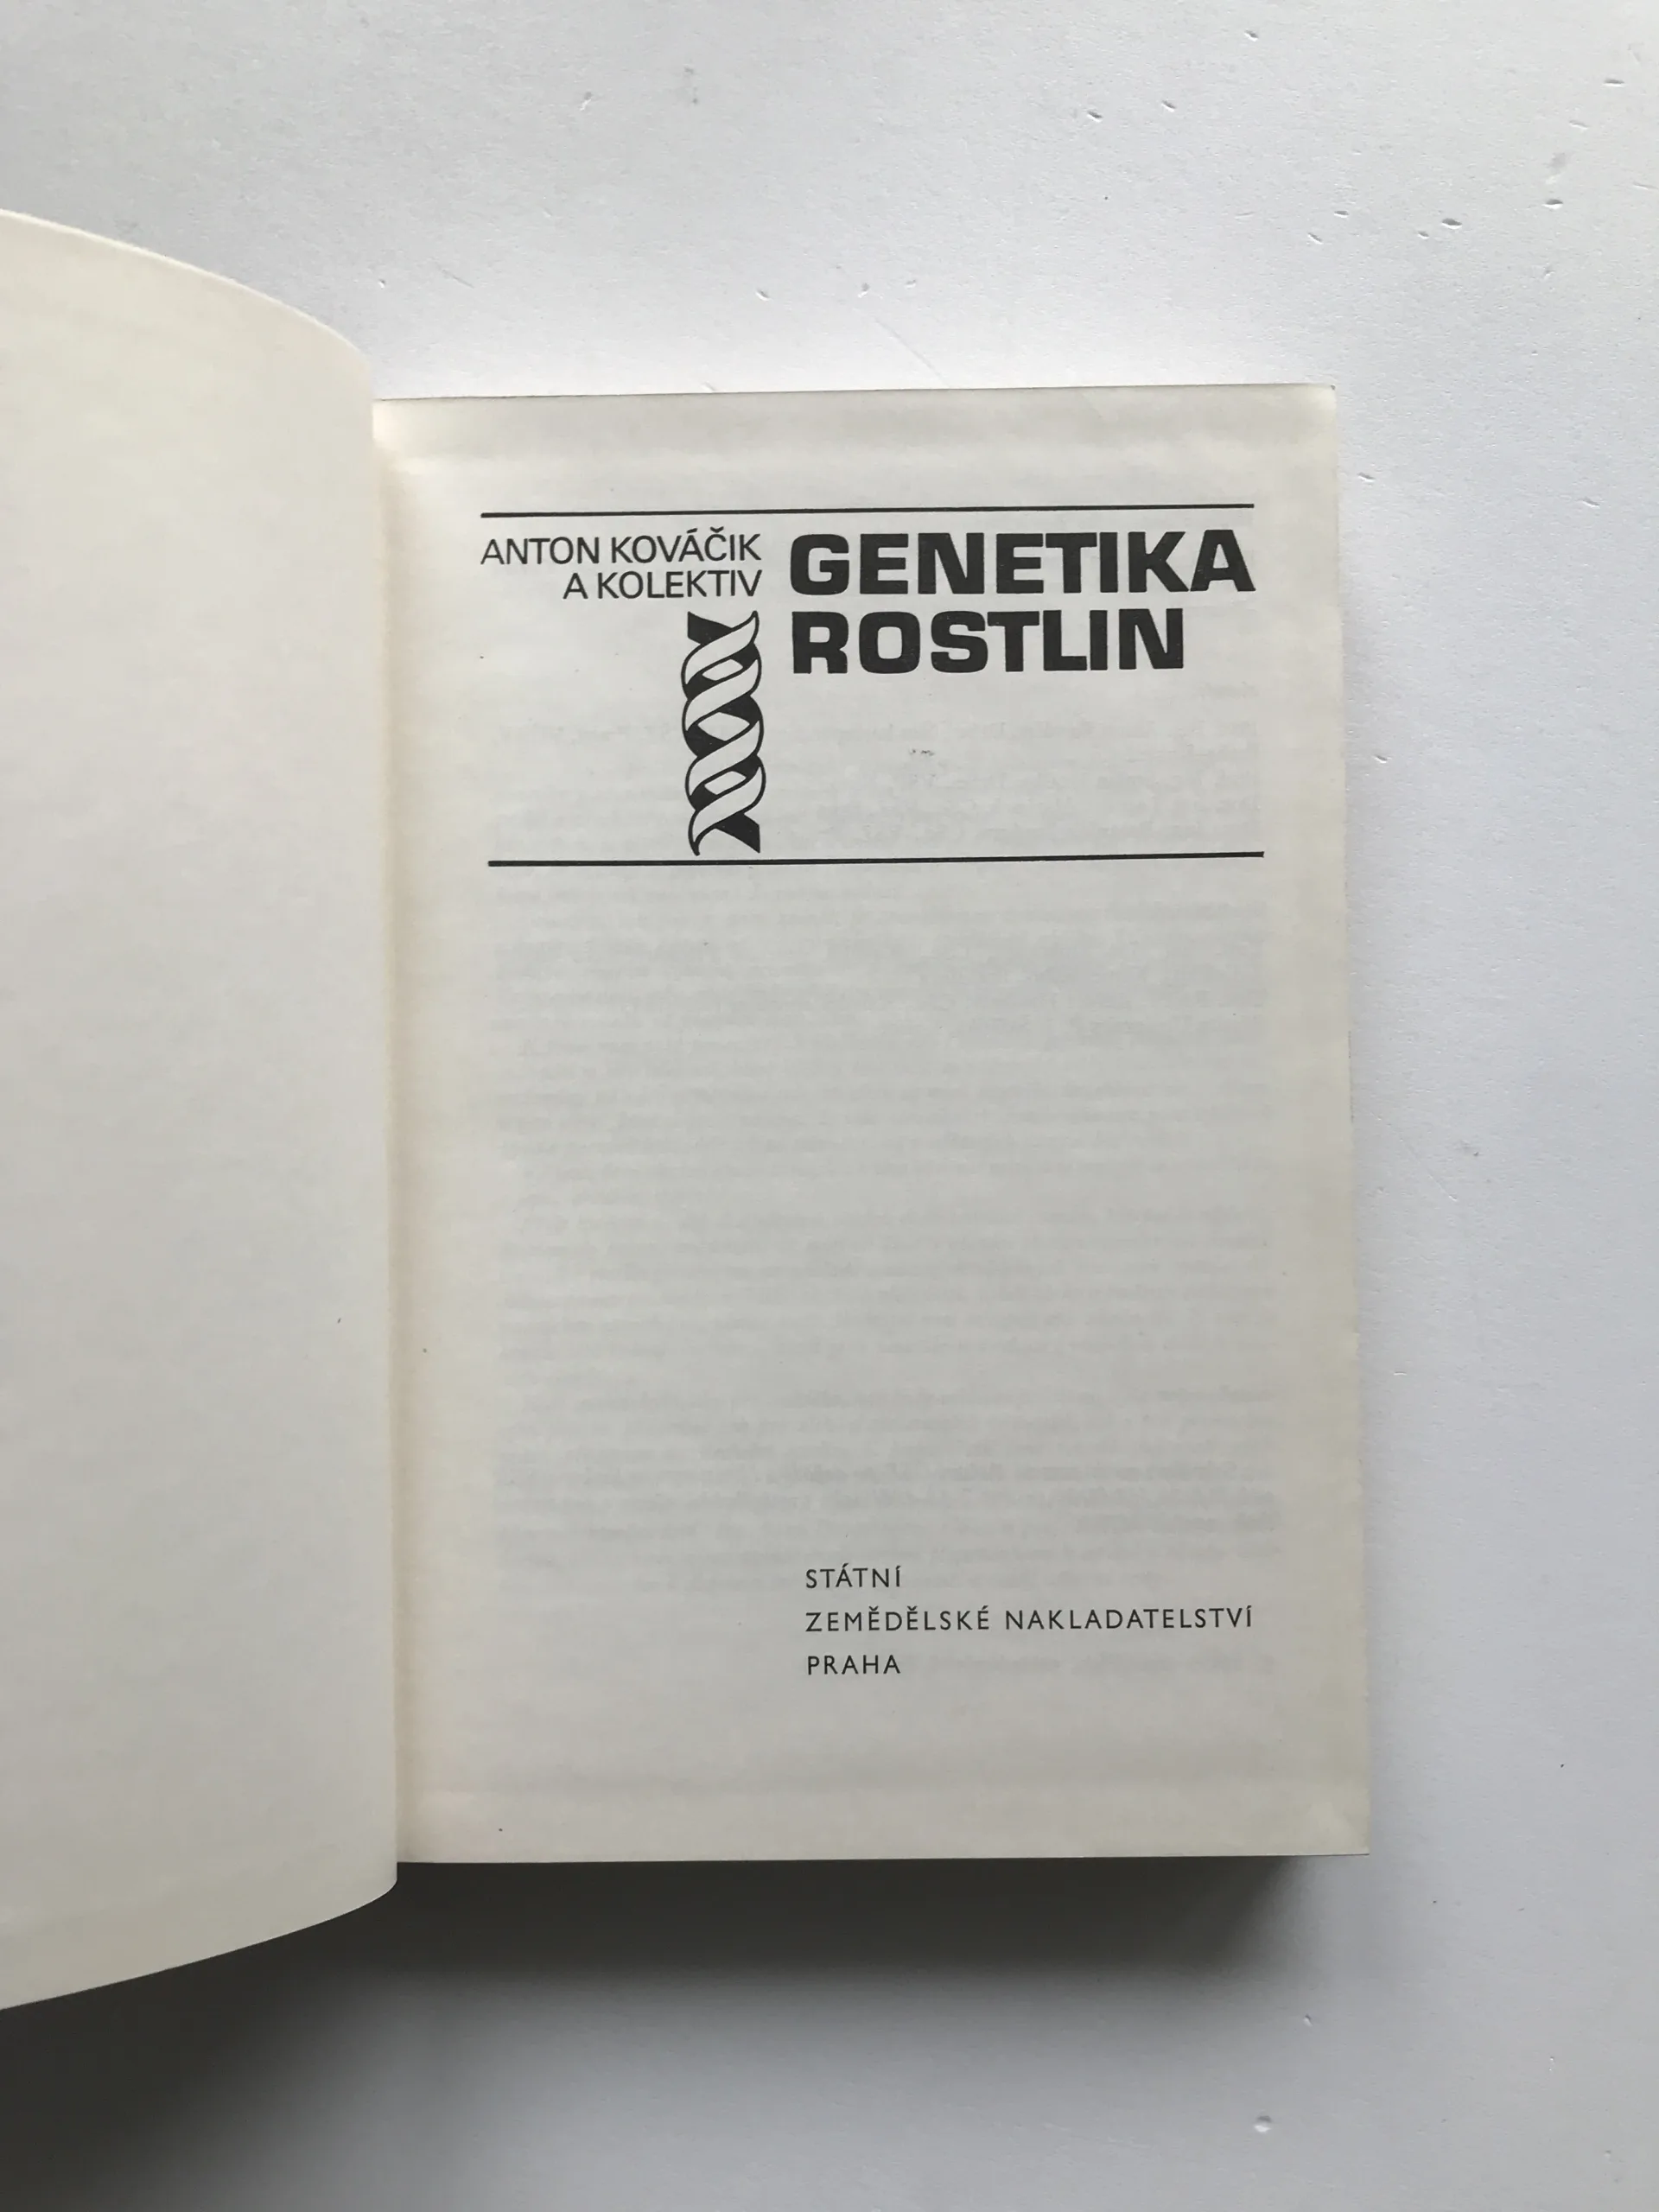 ANTON KOVÁČIK
A KOLEKTIV
GENETIKA
ROSTLIN
STÁTNÍ
ZEMĚDĚLSKÉ NAKLADATELSTVÍ
PRAHA